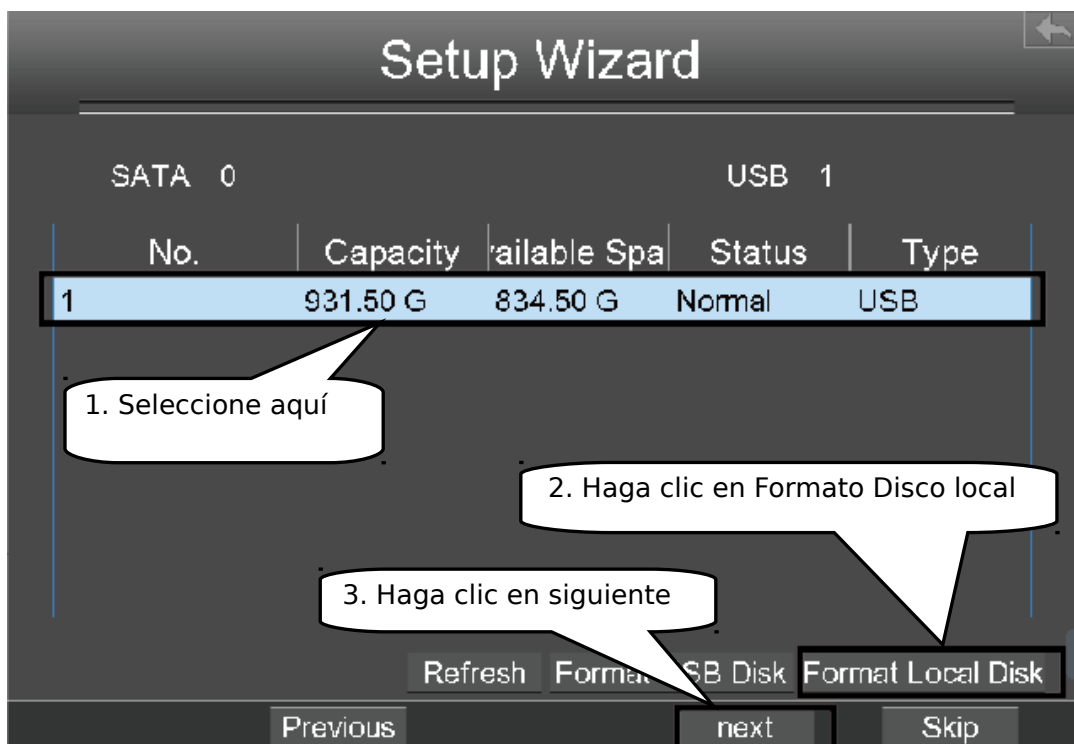 Setup Wizard
SATA 0 USB 1
No. Capacity ailable Spa Status Type
1 931.50 G 834.50 G Normal USB
1. Seleccione aquí
2. Haga clic en Formato Disco local
3. Haga clic en siguiente
Refresh Format SB Disk Format Local Disk
Previous next Skip